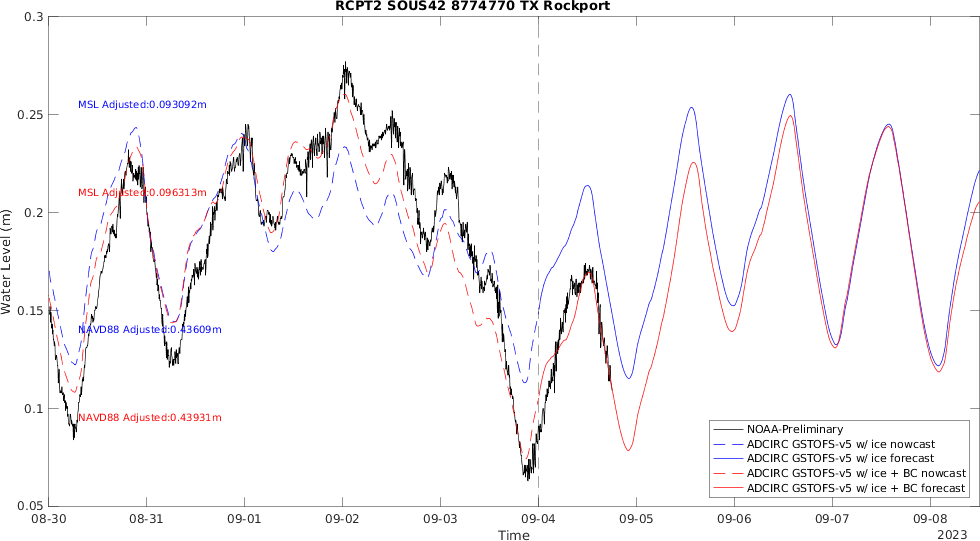 RCPT2 SOUS42 8774770 TX Rockport
0.3
0.25
0.2
0.15
0.1
0.05
Water Level (m)
MSL Adjusted:0.093092m
MSL Adjusted:0.096313m
NAVD88 Adjusted:0.43609m
NAVD88 Adjusted:0.43931m
NOAA-Preliminary
ADCIRC GSTOFS-v5 w/ ice nowcast
ADCIRC GSTOFS-v5 w/ ice forecast
ADCIRC GSTOFS-v5 w/ ice + BC nowcast
ADCIRC GSTOFS-v5 w/ ice + BC forecast
08-30 08-31 09-01 09-02 09-03 09-04 09-05 09-06 09-07 09-08
Time
2023